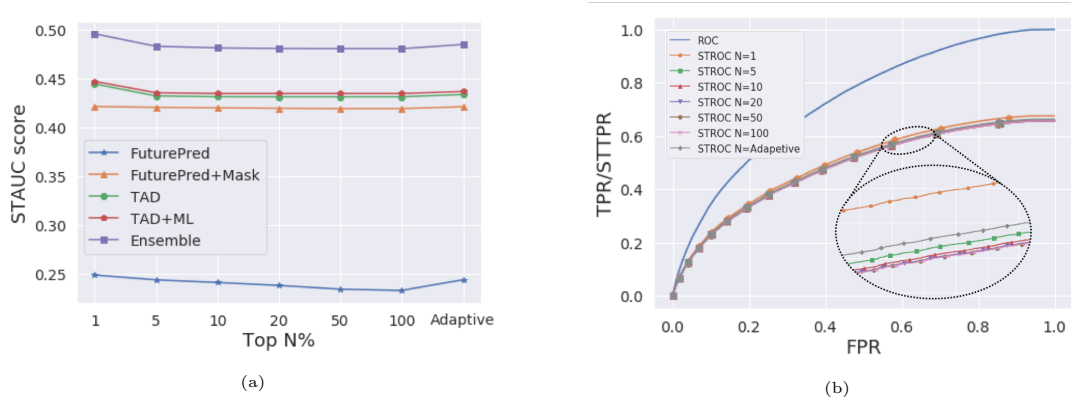 0.50
0.45
0.40
0.35
0.30
0.25
STAUC score
FuturePred
FuturePred+Mask
TAD
TAD+ML
Ensemble
1 5 10 20 50 100 Adaptive
Top N%
(a)
1.0
0.8
0.6
0.4
0.2
0.0
TPR/STTPR
ROC
STROC N=1
STROC N=5
STROC N=10
STROC N=20
STROC N=50
STROC N=100
STROC N=Adapetive
0.0 0.2 0.4 0.6 0.8 1.0
FPR
(b)